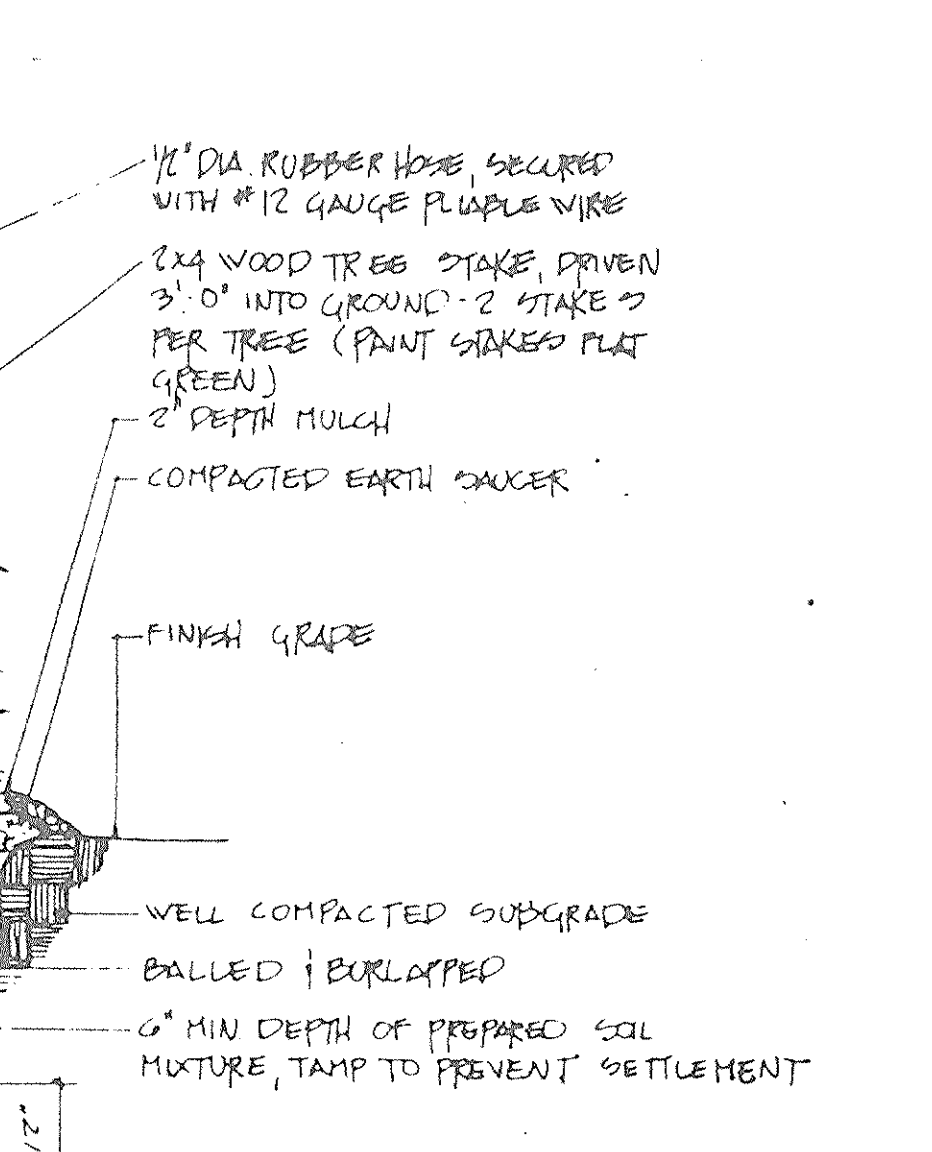 1/2" DIA. RUBBER HOSE, SECURED
WITH #12 GAUGE PLIABLE WIRE
2x4 WOOD TREE STAKE, DRIVEN
3'-0" INTO GROUND-2 STAKES
PER TREE (PAINT STAKES FLAT
GREEN)
2" DEPTH MULCH
COMPACTED EARTH SAUCER
FINISH GRADE
WELL COMPACTED SUBGRADE
BALLED & BURLAPPED
6" MIN. DEPTH OF PREPARED SOIL
MIXTURE, TAMP TO PREVENT SETTLEMENT